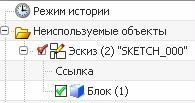 Режим истории
Неиспользуемые объекты
Эскиз (2) "SKETCH_000"
Ссылка
Блок (1)